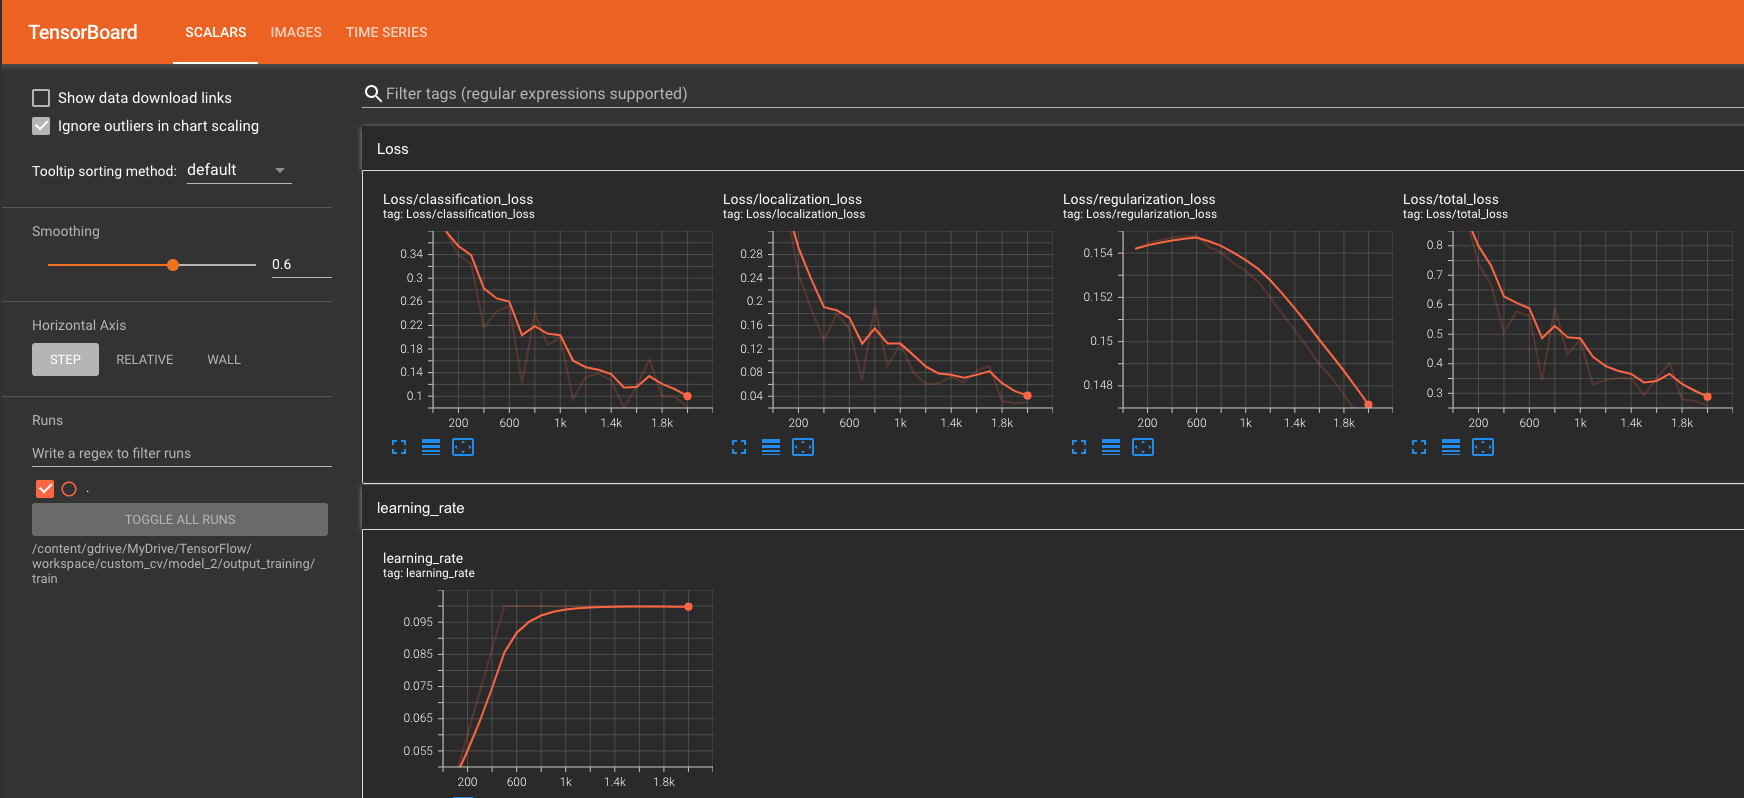 TensorBoard SCALARS IMAGES TIME SERIES
Show data download links
Ignore outliers in chart scaling
Tooltip sorting method: default
Smoothing
0.6
Horizontal Axis
STEP RELATIVE WALL
Runs
Write a regex to filter runs
.
TOGGLE ALL RUNS
/content/gdrive/MyDrive/TensorFlow/
workspace/custom_cv/model_2/output_training/
train
Filter tags (regular expressions supported)
Loss
Loss/classification_loss
tag: Loss/classification_loss
0.34
0.3
0.26
0.22
0.18
0.14
0.1
200 600 1k 1.4k 1.8k
Loss/localization_loss
tag: Loss/localization_loss
0.28
0.24
0.2
0.16
0.12
0.08
0.04
200 600 1k 1.4k 1.8k
Loss/regularization_loss
tag: Loss/regularization_loss
0.154
0.152
0.15
0.148
200 600 1k 1.4k 1.8k
Loss/total_loss
tag: Loss/total_loss
0.8
0.7
0.6
0.5
0.4
0.3
200 600 1k 1.4k 1.8k
learning_rate
learning_rate
tag: learning_rate
0.095
0.085
0.075
0.065
0.055
200 600 1k 1.4k 1.8k